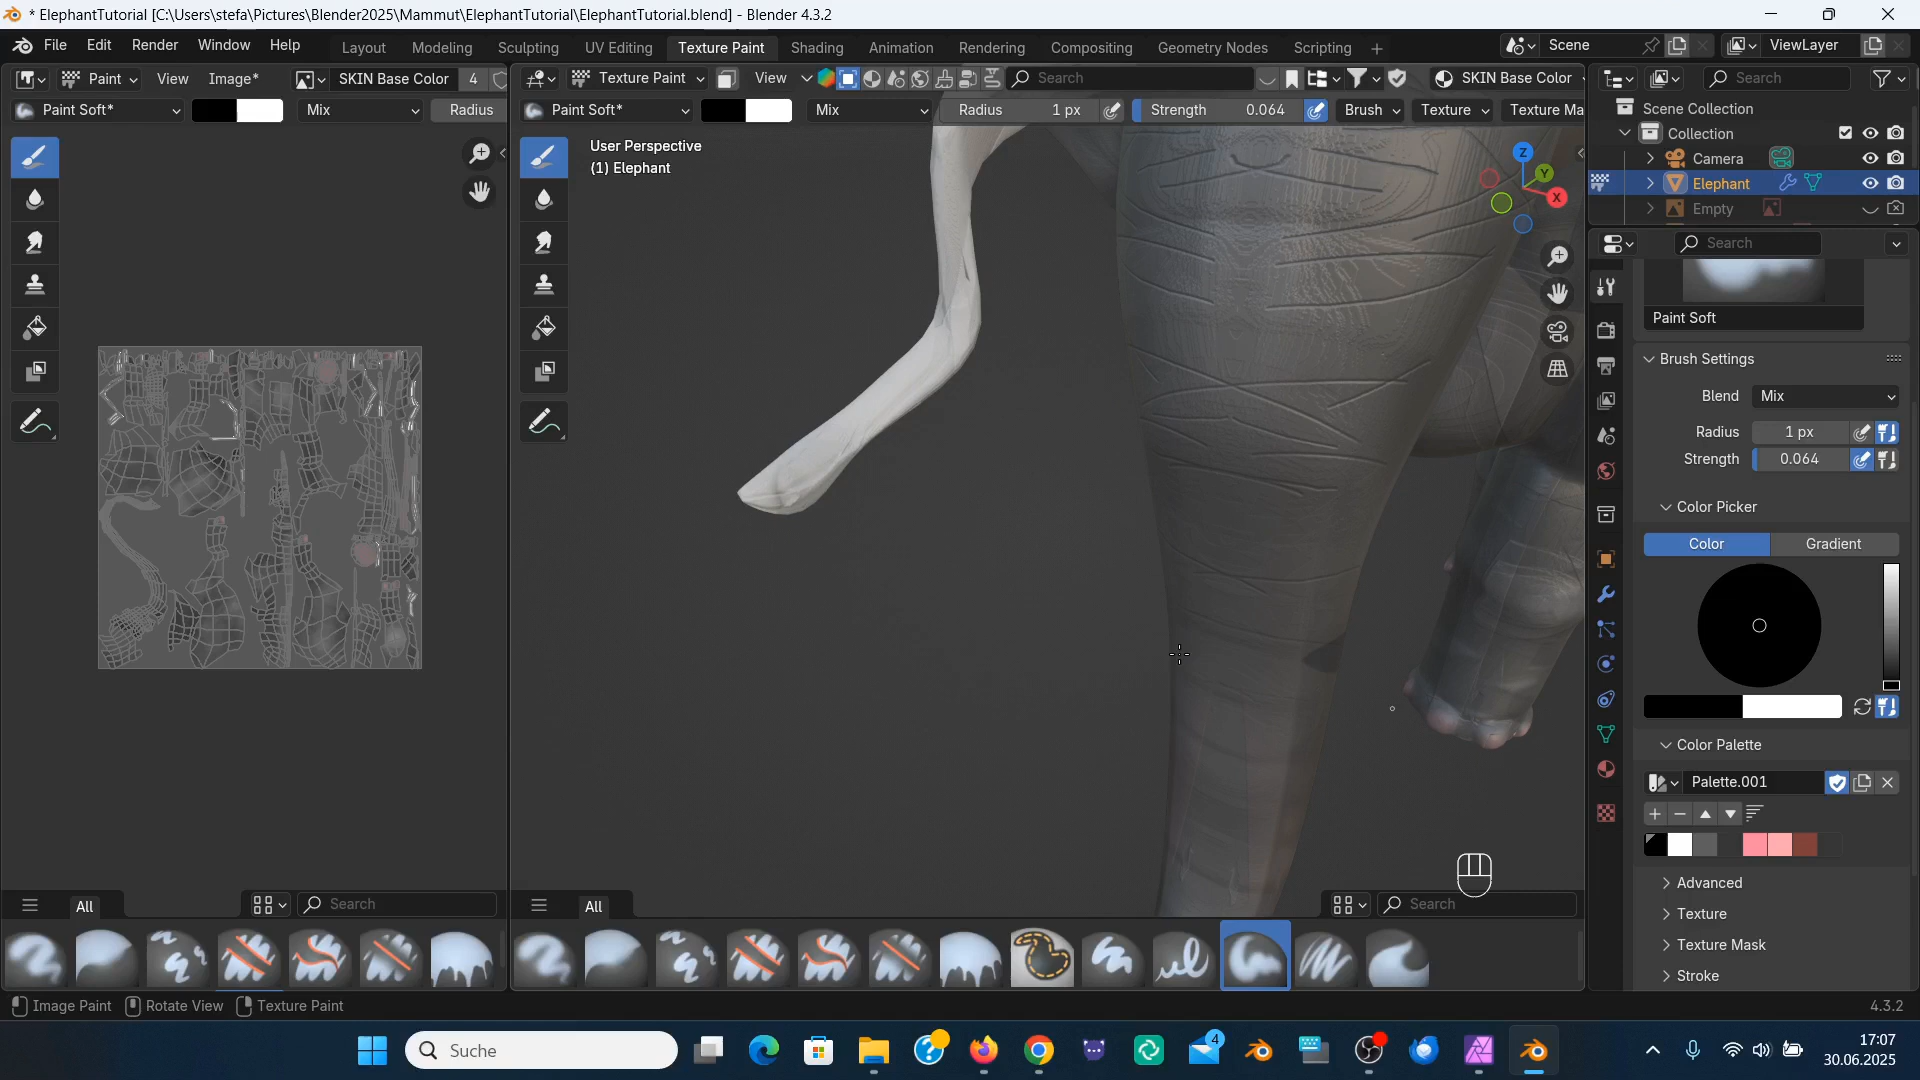 * ElephantTutorial [C:\Users\stefa\Pictures\Blender2025\Mammut\ElephantTutorial\ElephantTutorial.blend] - Blender 4.3.2
File Edit Render Window Help
Layout Modeling Sculpting UV Editing Texture Paint Shading Animation Rendering Compositing Geometry Nodes Scripting
Scene ViewLayer
Paint View Image* SKIN Base Color 4
Texture Paint View Search SKIN Base Color
Search
Paint Soft* Mix Radius
Paint Soft* Mix Radius 1 px Strength 0.064 Brush Texture Texture Ma
Scene Collection
Collection
Camera
Elephant
Empty
User Perspective
(1) Elephant
Z
Y
X
Search
Paint Soft
Brush Settings
Blend Mix
Radius 1 px
Strength 0.064
Color Picker
Color Gradient
Color Palette
Palette.001
Advanced
Texture
Texture Mask
Stroke
All Search
All Search
Image Paint Rotate View Texture Paint
4.3.2
Suche
4
17:07
30.06.2025